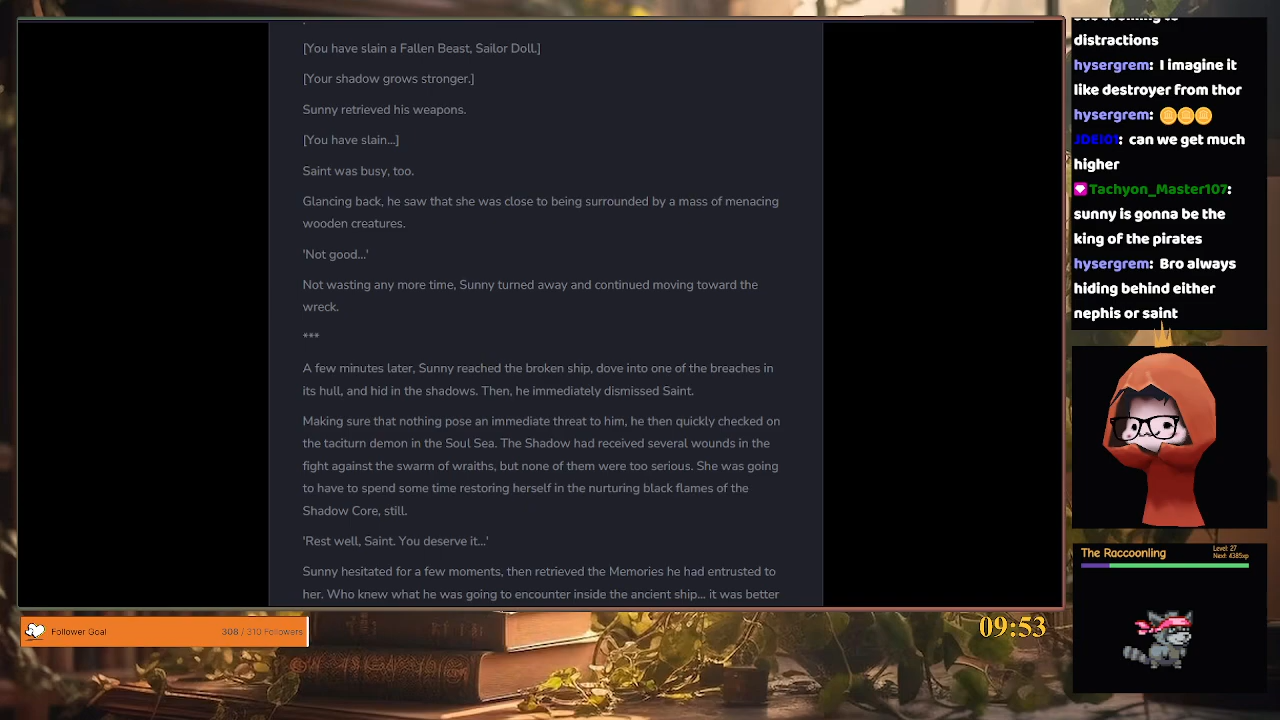 [You have slain a Fallen Beast, Sailor Doll.]
[Your shadow grows stronger.]
Sunny retrieved his weapons.
[You have slain...]
Saint was busy, too.
Glancing back, he saw that she was close to being surrounded by a mass of menacing
wooden creatures.
'Not good...'
Not wasting any more time, Sunny turned away and continued moving toward the
wreck.
***
A few minutes later, Sunny reached the broken ship, dove into one of the breaches in
its hull, and hid in the shadows. Then, he immediately dismissed Saint.
Making sure that nothing pose an immediate threat to him, he then quickly checked on
the taciturn demon in the Soul Sea. The Shadow had received several wounds in the
fight against the swarm of wraiths, but none of them were too serious. She was going
to have to spend some time restoring herself in the nurturing black flames of the
Shadow Core, still.
'Rest well, Saint. You deserve it...'
Sunny hesitated for a few moments, then retrieved the Memories he had entrusted to
her. Who knew what he was going to encounter inside the ancient ship... it was better
distractions
hysergrem: I imagine it
like destroyer from thor
hysergrem:
JDEI01: can we get much
higher
Tachyon_Master107:
sunny is gonna be the
king of the pirates
hysergrem: Bro always
hiding behind either
nephis or saint
The Raccoonling
Level: 27
Next: 4385xp
Follower Goal
308 / 310 Followers
09:53